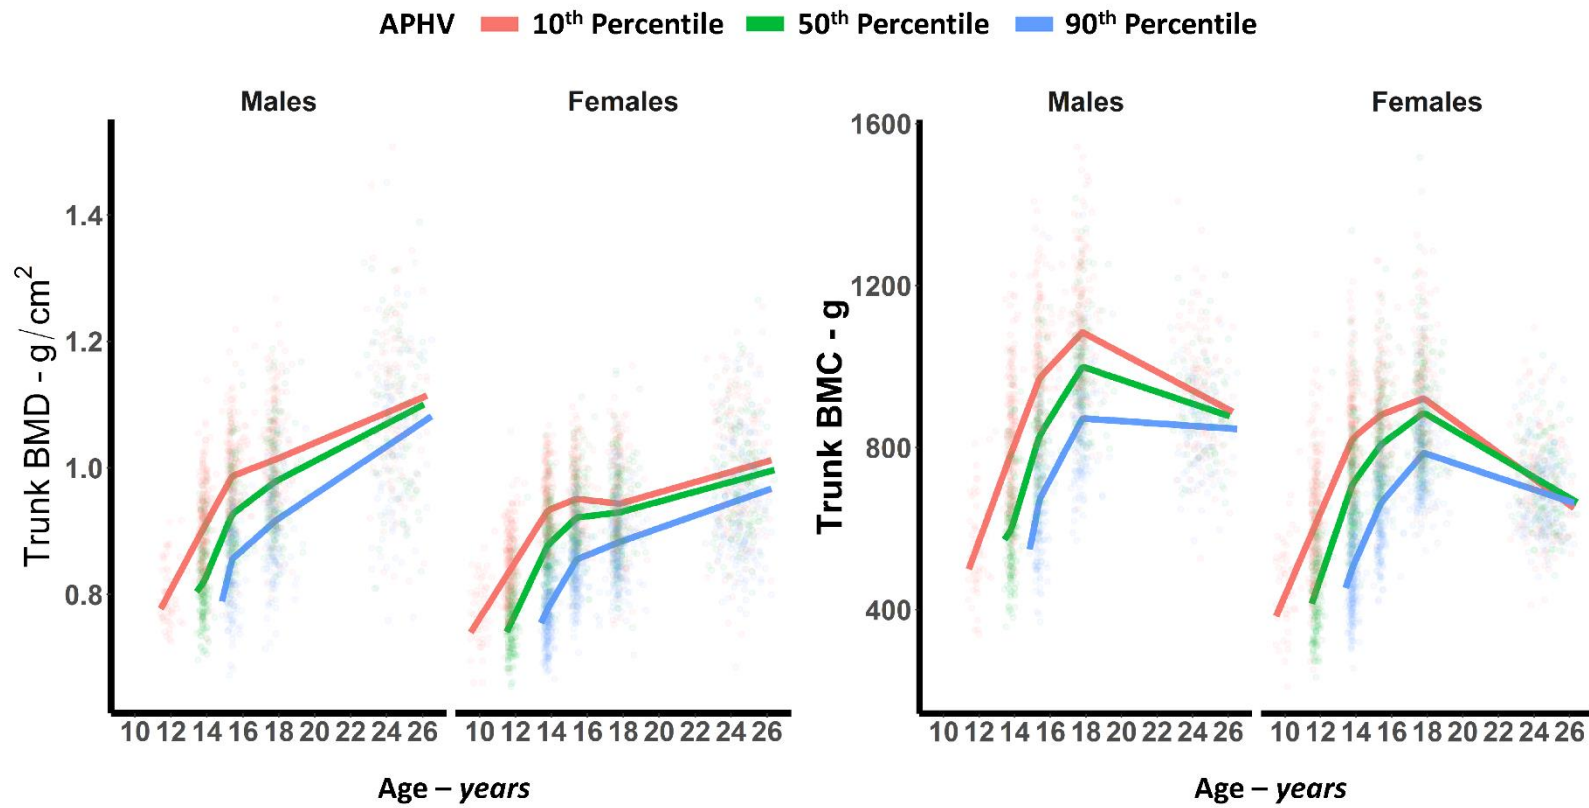 APHV 10th Percentile 50th Percentile 90th Percentile
Males Females
Trunk BMD - g/cm2
1.4
1.2
1.0
0.8
10 12 14 16 18 20 22 24 26 10 12 14 16 18 20 22 24 26
Age – years
Males Females
Trunk BMC - g
1600
1200
800
400
10 12 14 16 18 20 22 24 26 10 12 14 16 18 20 22 24 26
Age – years